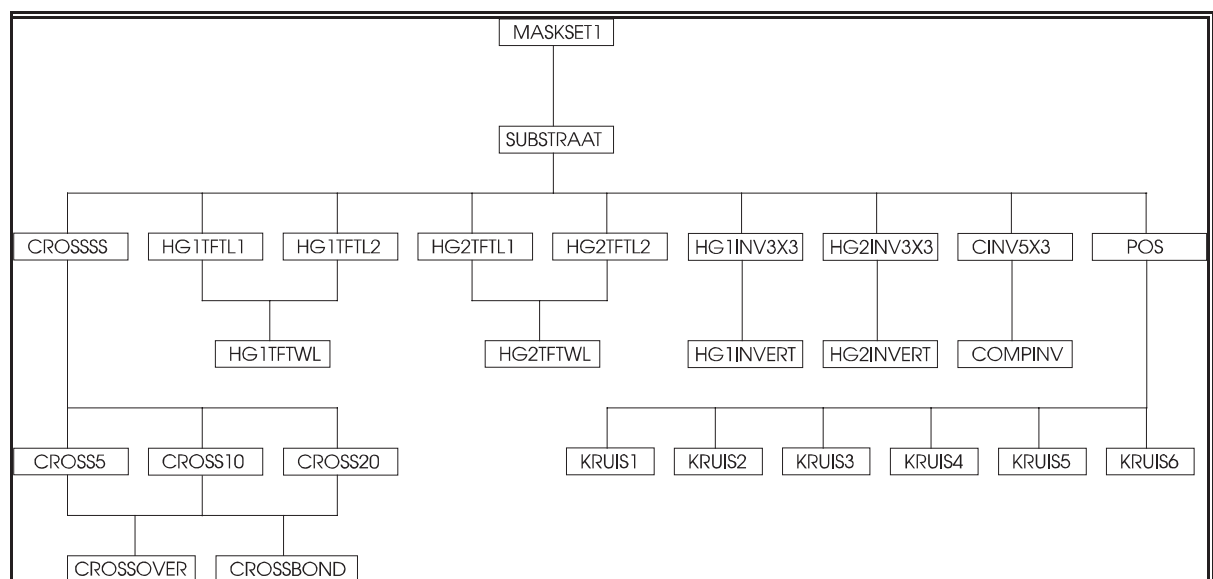 MASKSET1
SUBSTRAAT
CROSSSS
HG1TFTL1
HG1TFTL2
HG2TFTL1
HG2TFTL2
HG1INV3X3
HG2INV3X3
CINV5X3
POS
HG1TFTWL
HG2TFTWL
HG1INVERT
HG2INVERT
COMPINV
CROSS5
CROSS10
CROSS20
KRUIS1
KRUIS2
KRUIS3
KRUIS4
KRUIS5
KRUIS6
CROSSOVER
CROSSBOND